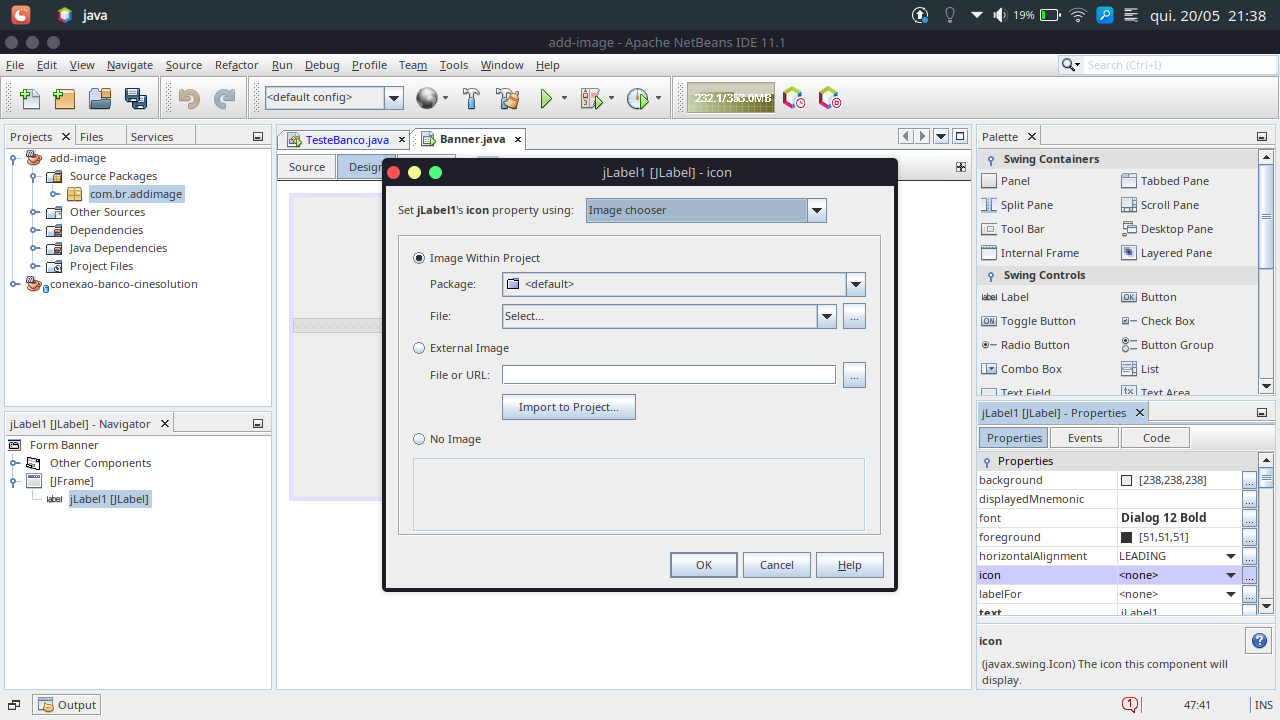 java
19%
qui. 20/05 21:38
add-image - Apache NetBeans IDE 11.1
File Edit View Navigate Source Refactor Run Debug Profile Team Tools Window Help
Search (Ctrl+I)
<default config>
232.1/353.0MB
Projects Files Services
add-image
Source Packages
com.br.addimage
Other Sources
Dependencies
Java Dependencies
Project Files
conexao-banco-cinesolution
TesteBanco.java Banner.java
Source Design
jLabel1 [JLabel] - icon
Set jLabel1's icon property using: Image chooser
Image Within Project
Package: <default>
File: Select... ...
External Image
File or URL: ...
Import to Project...
No Image
OK Cancel Help
jLabel1 [JLabel] - Navigator
Form Banner
Other Components
[JFrame]
label jLabel1 [JLabel]
Palette
Swing Containers
Panel Tabbed Pane
Split Pane Scroll Pane
Tool Bar Desktop Pane
Internal Frame Layered Pane
Swing Controls
label Label OK Button
ON Toggle Button Check Box
Radio Button Button Group
Combo Box List
Text Field Text Area
jLabel1 [JLabel] - Properties
Properties Events Code
Properties
background [238,238,238] ...
displayedMnemonic ...
font Dialog 12 Bold ...
foreground [51,51,51] ...
horizontalAlignment LEADING ...
icon <none> ...
labelFor <none> ...
text jLabel1 ...
icon
(javax.swing.Icon) The icon this component will
display.
Output
1
47:41
INS